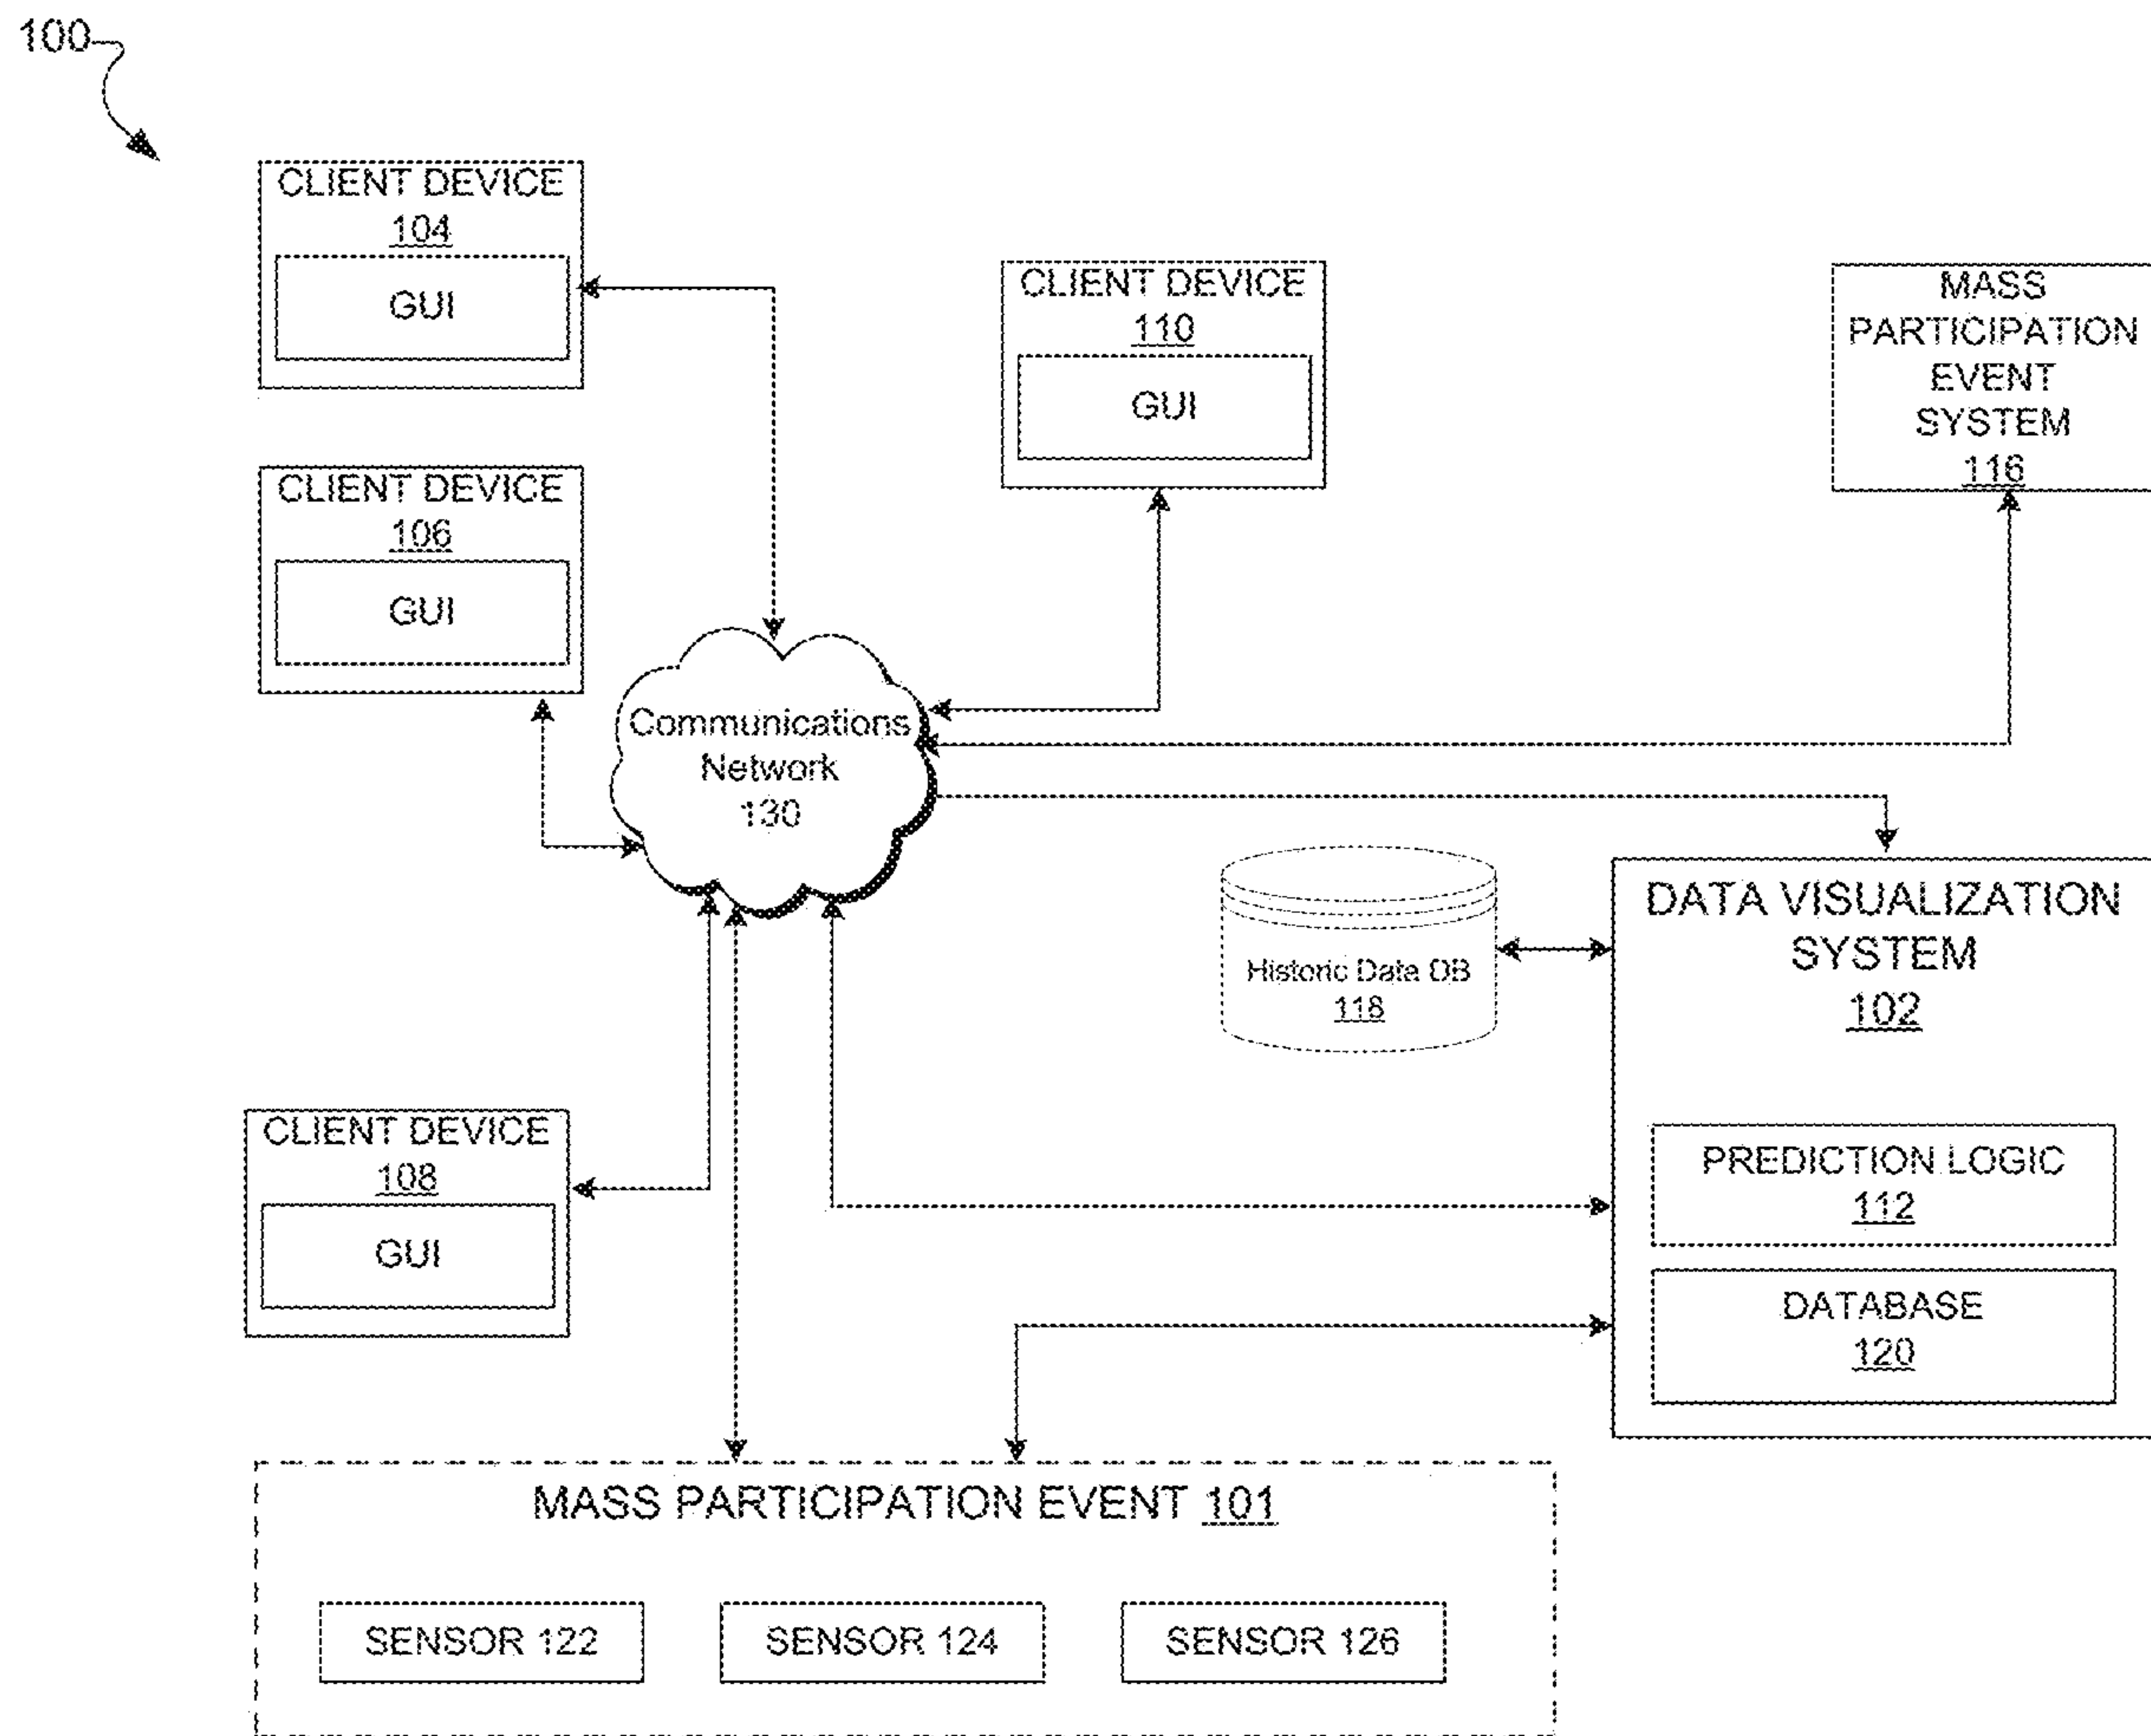 100
CLIENT DEVICE
104
GUI
CLIENT DEVICE
110
GUI
MASS
PARTICIPATION
EVENT
SYSTEM
116
CLIENT DEVICE
106
GUI
Communications
Network
130
Historic Data DB
118
DATA VISUALIZATION
SYSTEM
102
PREDICTION LOGIC
112
DATABASE
120
CLIENT DEVICE
108
GUI
MASS PARTICIPATION EVENT 101
SENSOR 122
SENSOR 124
SENSOR 126